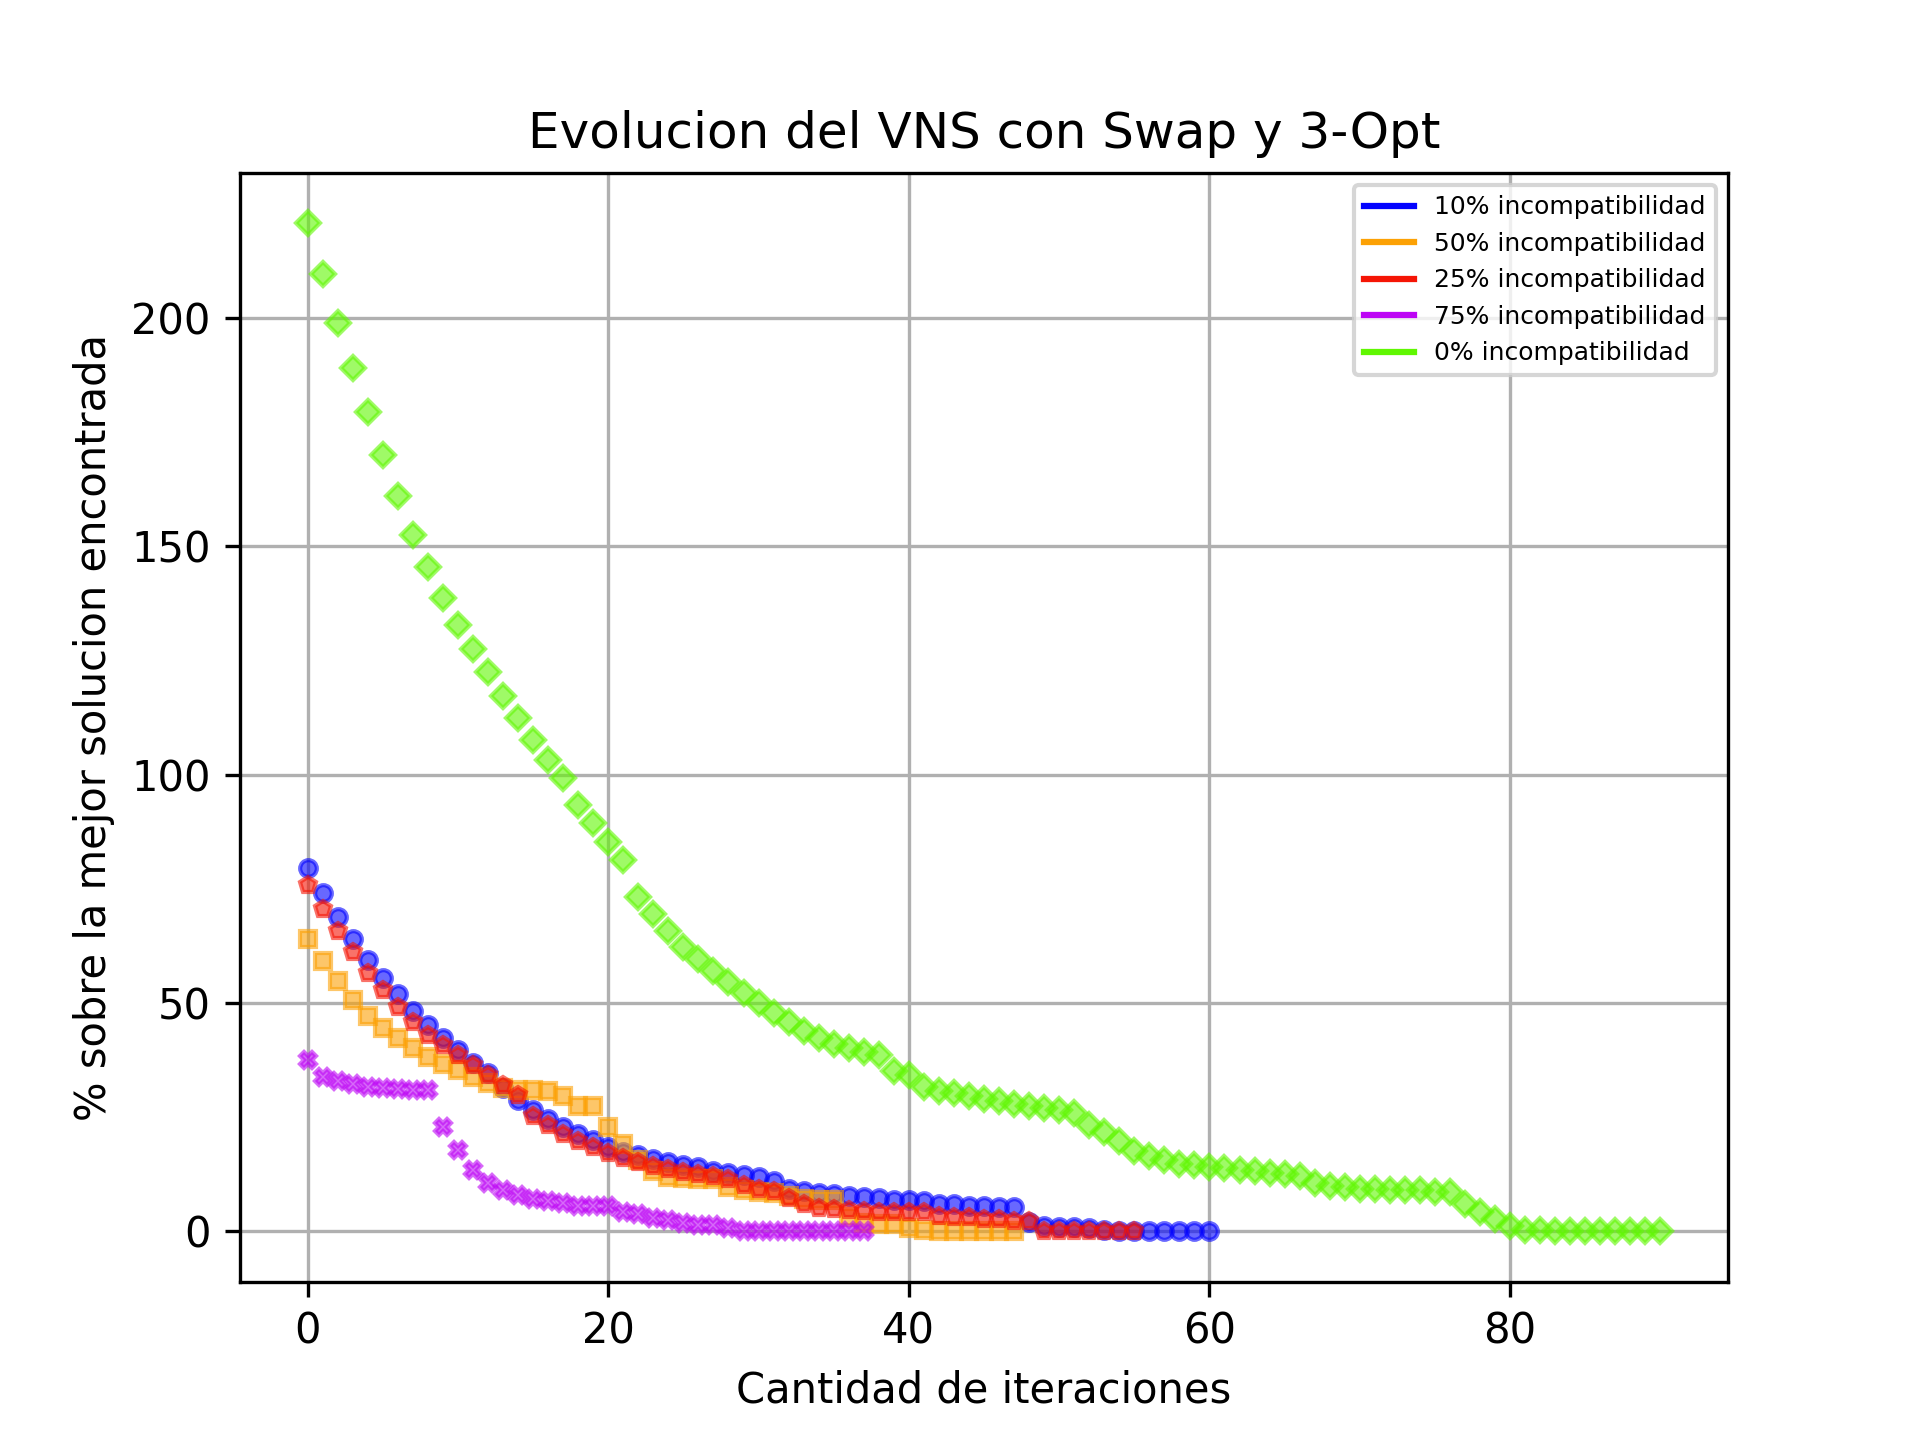 Evolucion del VNS con Swap y 3-Opt
10% incompatibilidad
50% incompatibilidad
25% incompatibilidad
75% incompatibilidad
0% incompatibilidad
% sobre la mejor solucion encontrada
200
150
100
50
0
0 20 40 60 80
Cantidad de iteraciones